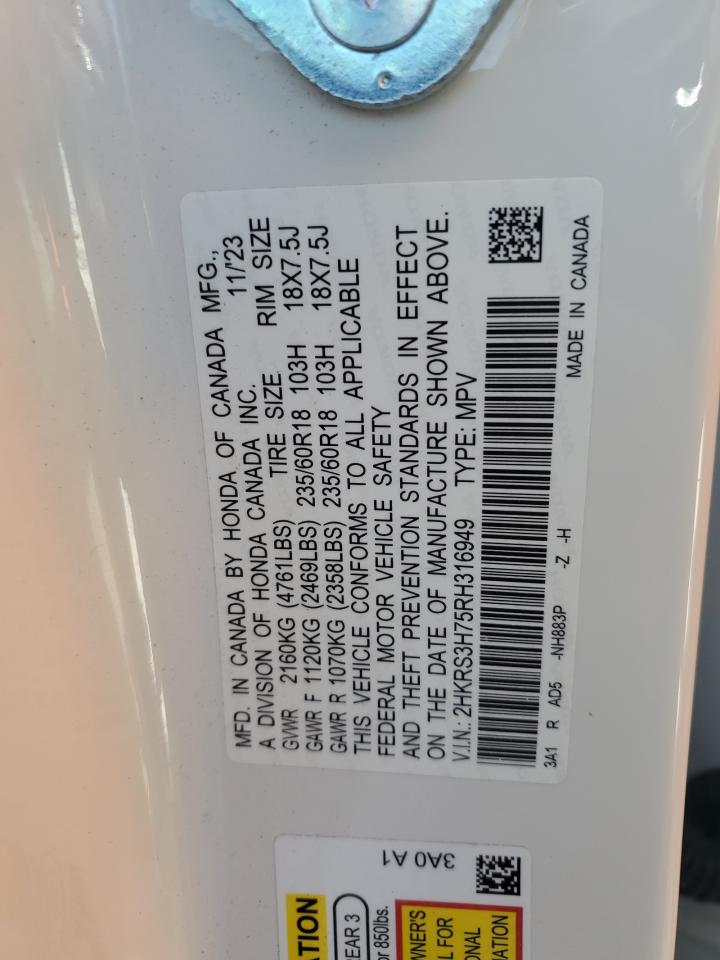 MFD. IN CANADA BY HONDA OF CANADA MFG.,
A DIVISION OF HONDA CANADA INC. 11/'23
GVWR 2160KG (4761LBS) TIRE SIZE RIM SIZE
GAWR F 1120KG (2469LBS) 235/60R18 103H 18X7.5J
GAWR R 1070KG (2358LBS) 235/60R18 103H 18X7.5J
THIS VEHICLE CONFORMS TO ALL APPLICABLE
FEDERAL MOTOR VEHICLE SAFETY
AND THEFT PREVENTION STANDARDS IN EFFECT
ON THE DATE OF MANUFACTURE SHOWN ABOVE.
V.I.N.: 2HKRS3H75RH316949 TYPE: MPV
3A1 R AD5 -NH883P -Z -H MADE IN CANADA
3A0 A1
ATION
REAR 3
or 850lbs.
WNER'S
L FOR
ONAL
MATION